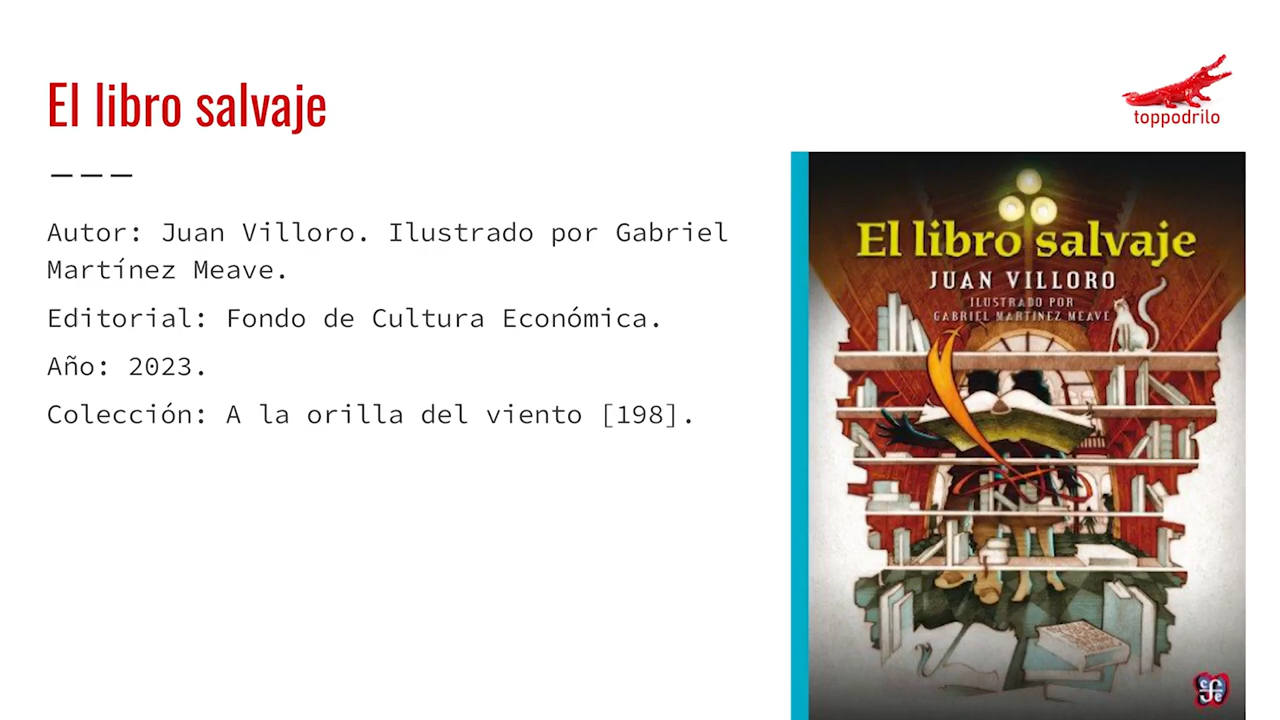 El libro salvaje
toppodrilo
Autor: Juan Villoro. Ilustrado por Gabriel
Martínez Meave.
Editorial: Fondo de Cultura Económica.
Año: 2023.
Colección: A la orilla del viento [198].
El libro salvaje
JUAN VILLORO
ILUSTRADO POR
GABRIEL MARTÍNEZ MEAVE
cfe